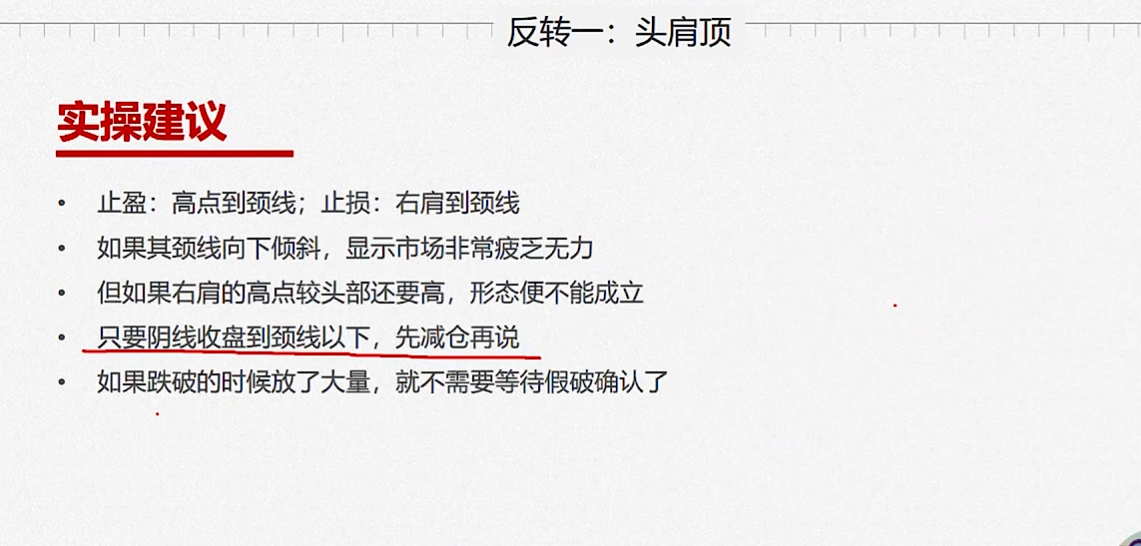 反转一：头肩顶
实操建议
• 止盈：高点到颈线；止损：右肩到颈线
• 如果其颈线向下倾斜，显示市场非常疲乏无力
• 但如果右肩的高点较头部还要高，形态便不能成立
• 只要阴线收盘到颈线以下，先减仓再说
• 如果跌破的时候放了大量，就不需要等待假破确认了